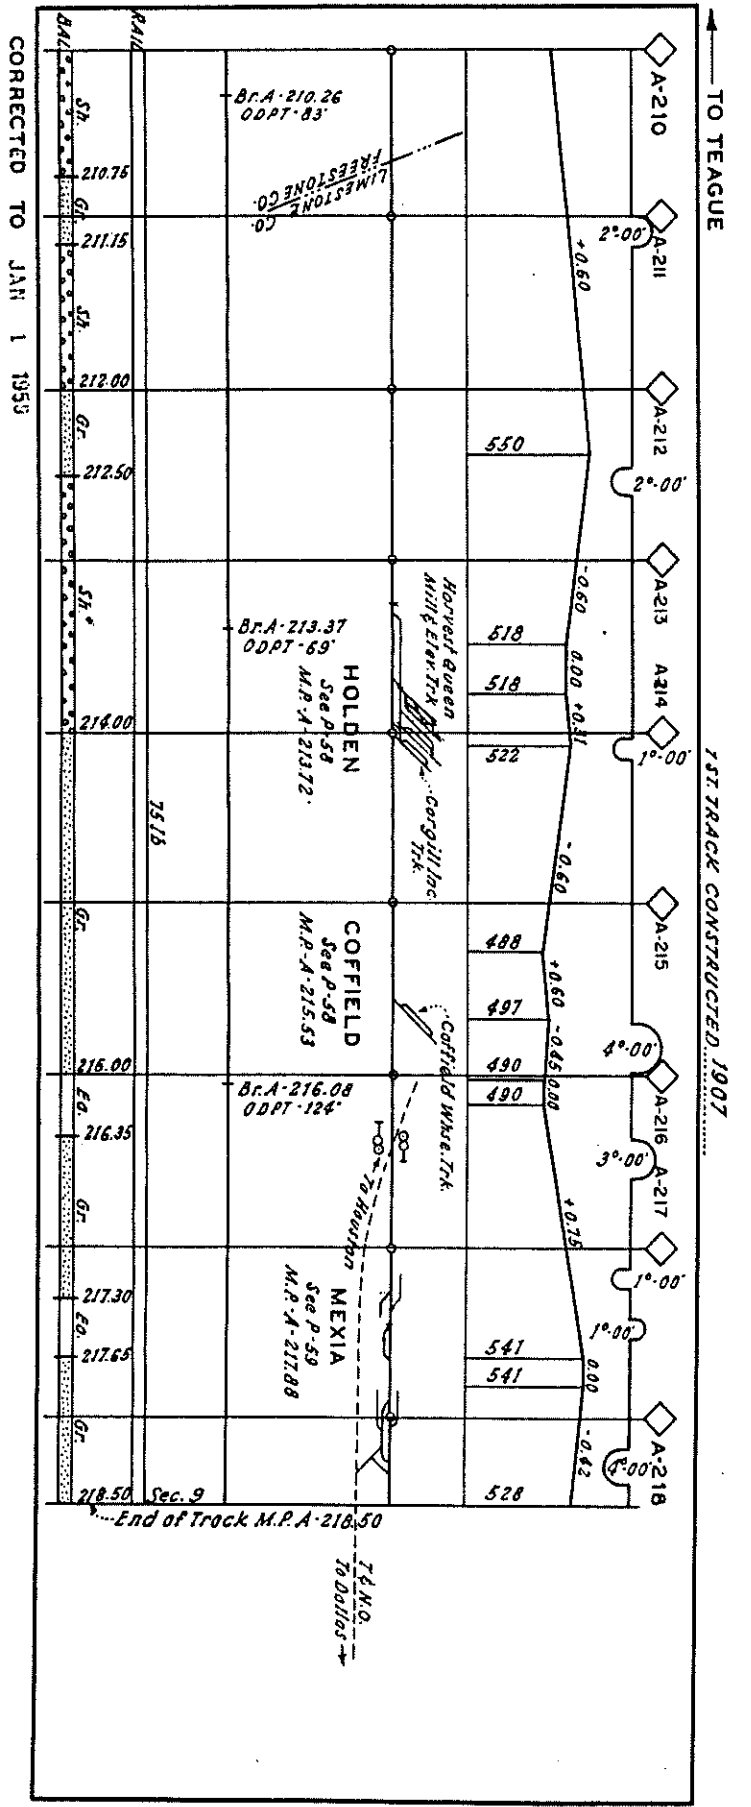 TO TEAGUE
1ST. TRACK CONSTRUCTED 1907
A-210
A-211
A-212
A-213
A-214
A-215
A-216
A-217
A-218
2°-00'
2°-00'
1°-00'
4°-00'
3°-00'
1°-00'
1°-00'
4°-00'
+0.60
-0.60
0.00
+0.31
-0.60
+0.60
-0.45
0.00
+0.75
0.00
-0.42
550
518
518
522
488
497
490
490
541
541
528
LIMESTONE CO.
FREESTONE CO.
Harvest Queen
Mill & Elev. Trk
Cargill Inc.
Trk.
Coffield Whse. Trk.
To Houston
T & N.O.
To Dallas
HOLDEN
See P-58
M.P.-A-213.72
COFFIELD
See P-58
M.P.-A-215.53
MEXIA
See P-59
M.P.-A-217.88
Br. A-210.26
ODPT-83'
Br. A-213.37
ODPT-69'
Br. A-216.08
ODPT-124'
RAIL
75 lb
Sec. 9
End of Track M.P. A-218.50
BAL
Sh.
210.75
Gr.
211.15
Sh.
212.00
Gr.
212.50
Sh.
214.00
Gr.
216.00
Ea.
216.35
Gr.
217.30
Ea.
217.65
Gr.
218.50
CORRECTED TO JAN 1